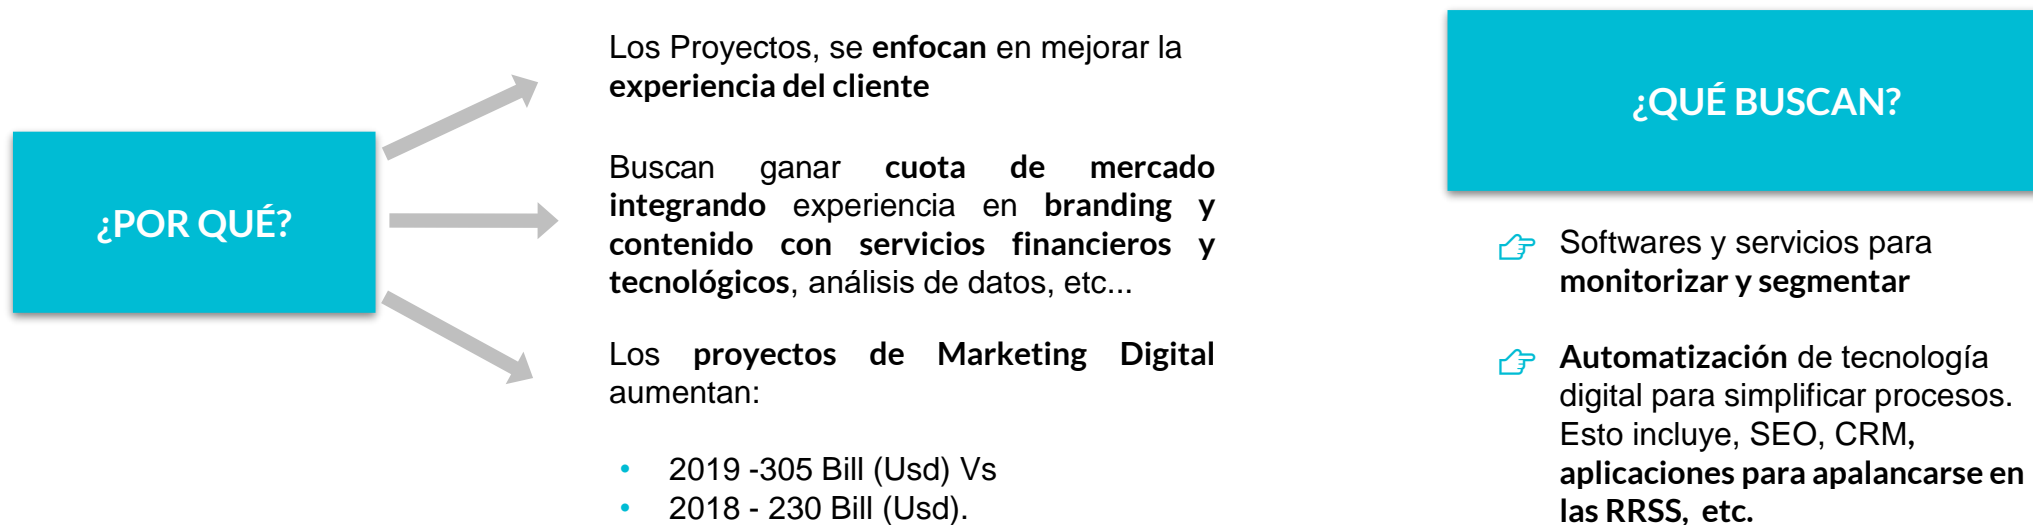 ¿POR QUÉ?
Los Proyectos, se enfocan en mejorar la
experiencia del cliente
Buscan ganar cuota de mercado
integrando experiencia en branding y
contenido con servicios financieros y
tecnológicos, análisis de datos, etc...
Los proyectos de Marketing Digital
aumentan:
• 2019 -305 Bill (Usd) Vs
• 2018 - 230 Bill (Usd).
¿QUÉ BUSCAN?
Softwares y servicios para
monitorizar y segmentar
Automatización de tecnología
digital para simplificar procesos.
Esto incluye, SEO, CRM,
aplicaciones para apalancarse en
las RRSS, etc.